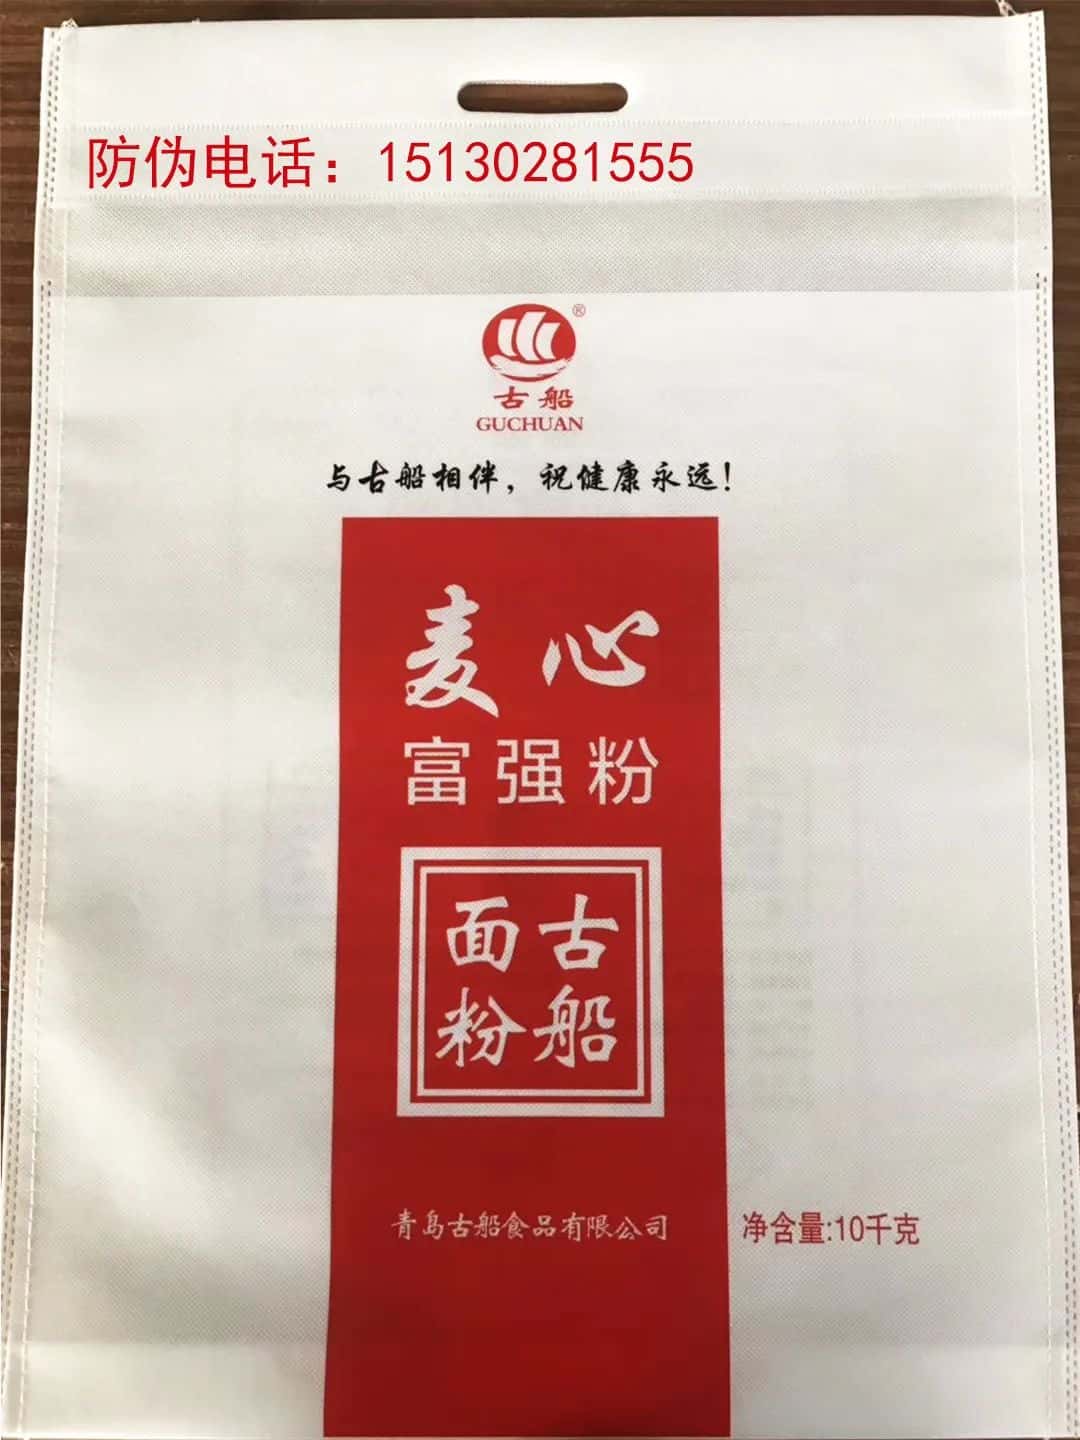 防伪电话：15130281555
®
古船
GUCHUAN
与古船相伴，祝健康永远！
麦心
富强粉
古船
面粉
青岛古船食品有限公司
净含量:10千克